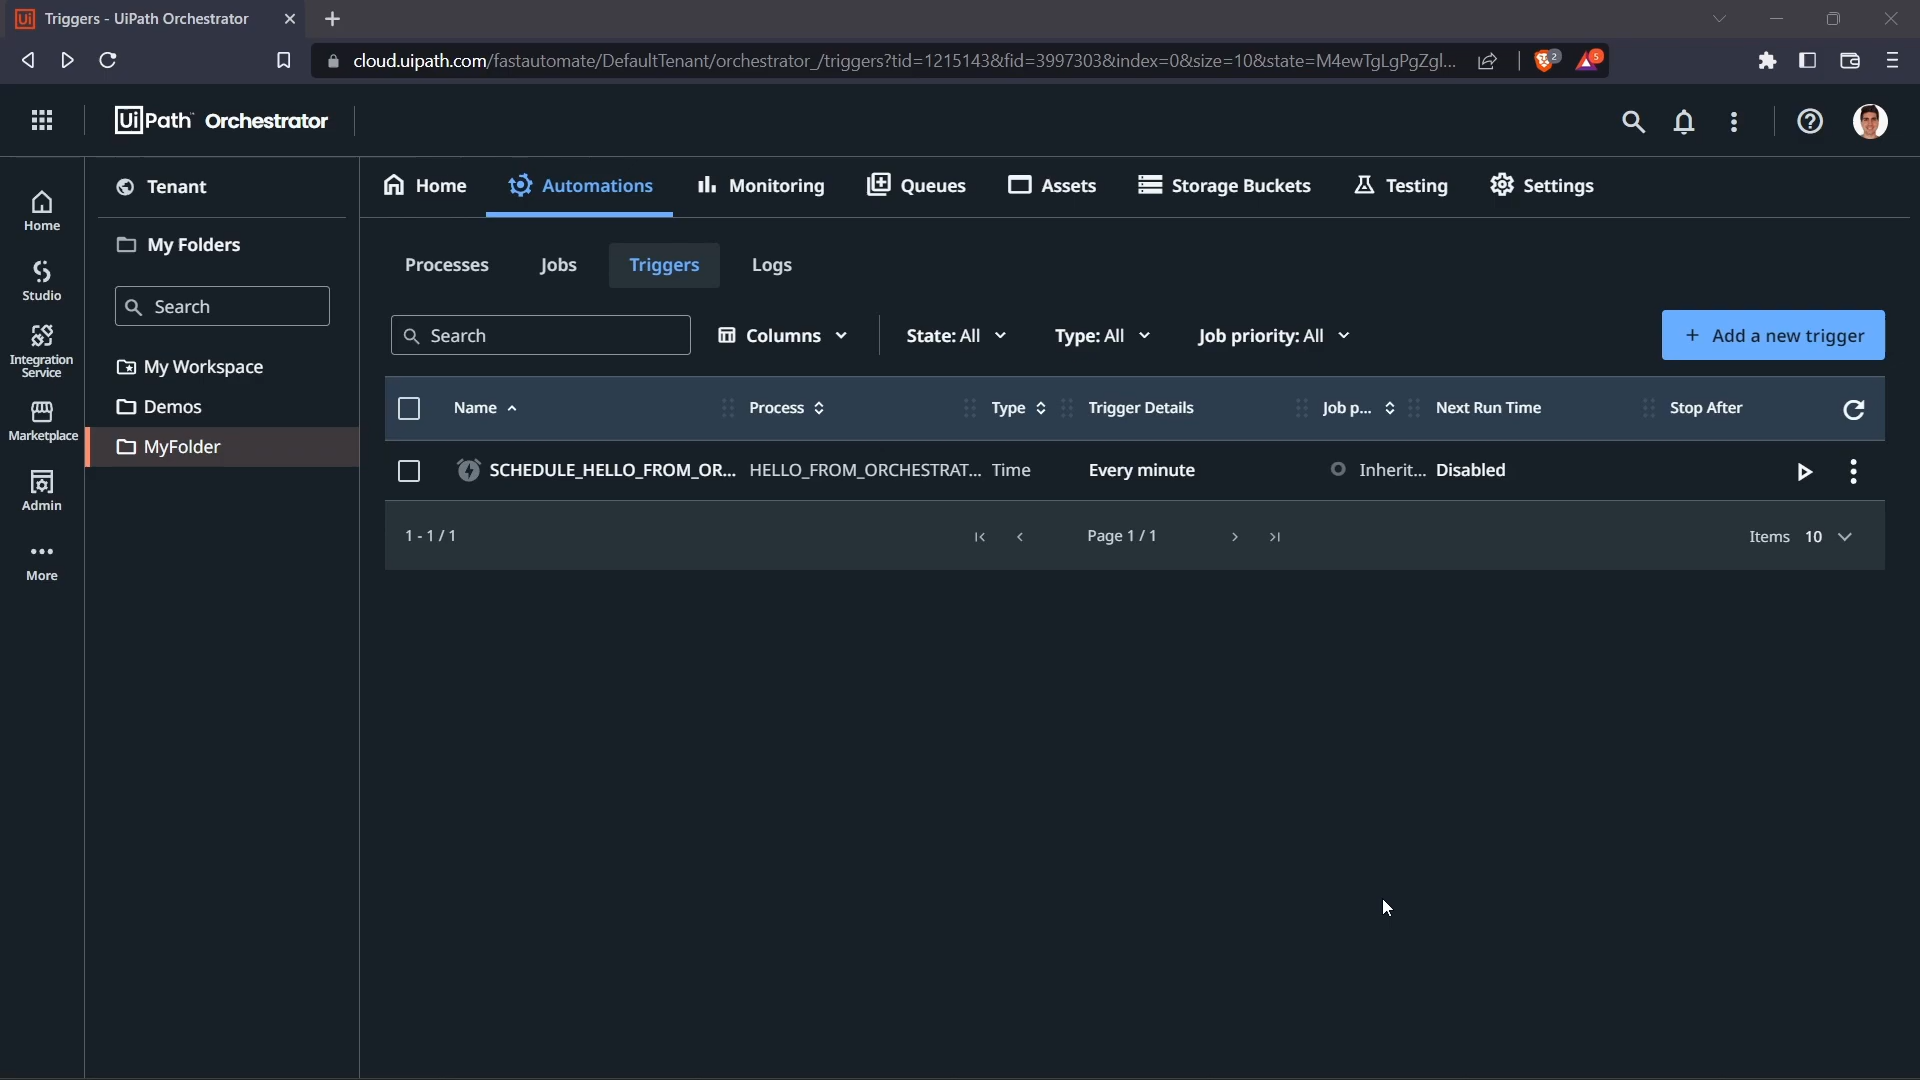 Ui Triggers - UiPath Orchestrator
cloud.uipath.com/fastautomate/DefaultTenant/orchestrator_/triggers?tid=1215143&fid=3997303&index=0&size=10&state=M4ewTgLgPgZgl... 2 5
UiPath Orchestrator
Home
Studio
Integration
Service
Marketplace
Admin
More
Tenant
My Folders
Search
My Workspace
Demos
MyFolder
Home Automations Monitoring Queues Assets Storage Buckets Testing Settings
Processes Jobs Triggers Logs
Search Columns State: All Type: All Job priority: All + Add a new trigger
Name Process Type Trigger Details Job p... Next Run Time Stop After
SCHEDULE_HELLO_FROM_OR... HELLO_FROM_ORCHESTRAT... Time Every minute Inherit... Disabled
1 - 1 / 1 Page 1 / 1 Items 10